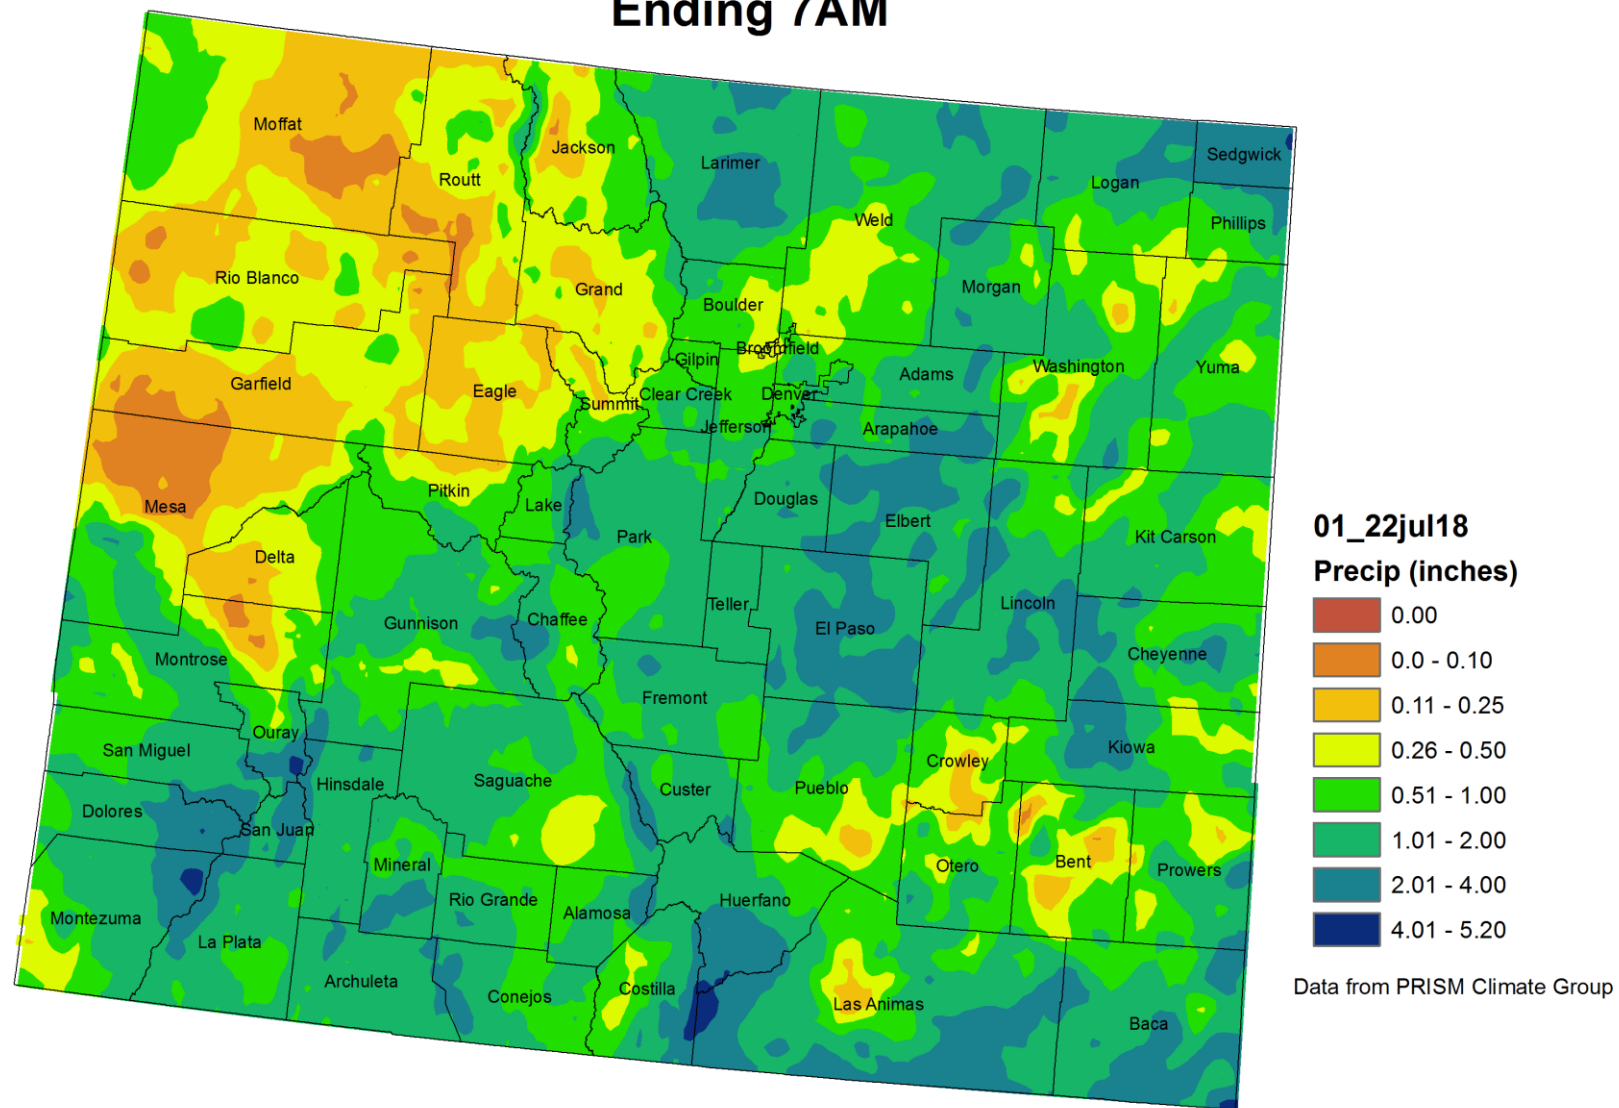 Ending 7AM
Moffat
Jackson
Routt
Larimer
Sedgwick
Logan
Phillips
Weld
Rio Blanco
Grand
Morgan
Boulder
Broomfield
Gilpin
Washington
Yuma
Garfield
Eagle
Adams
Summit
Clear Creek
Denver
Jefferson
Arapahoe
Mesa
Pitkin
Lake
Douglas
Elbert
Park
Kit Carson
Delta
Lincoln
Teller
Gunnison
Chaffee
El Paso
Montrose
Cheyenne
Fremont
Ouray
San Miguel
Kiowa
Crowley
Hinsdale
Saguache
Custer
Pueblo
Dolores
San Juan
Mineral
Otero
Bent
Prowers
Rio Grande
Alamosa
Huerfano
Montezuma
La Plata
Archuleta
Conejos
Costilla
Las Animas
Baca
01_22jul18
Precip (inches)
0.00
0.0 - 0.10
0.11 - 0.25
0.26 - 0.50
0.51 - 1.00
1.01 - 2.00
2.01 - 4.00
4.01 - 5.20
Data from PRISM Climate Group